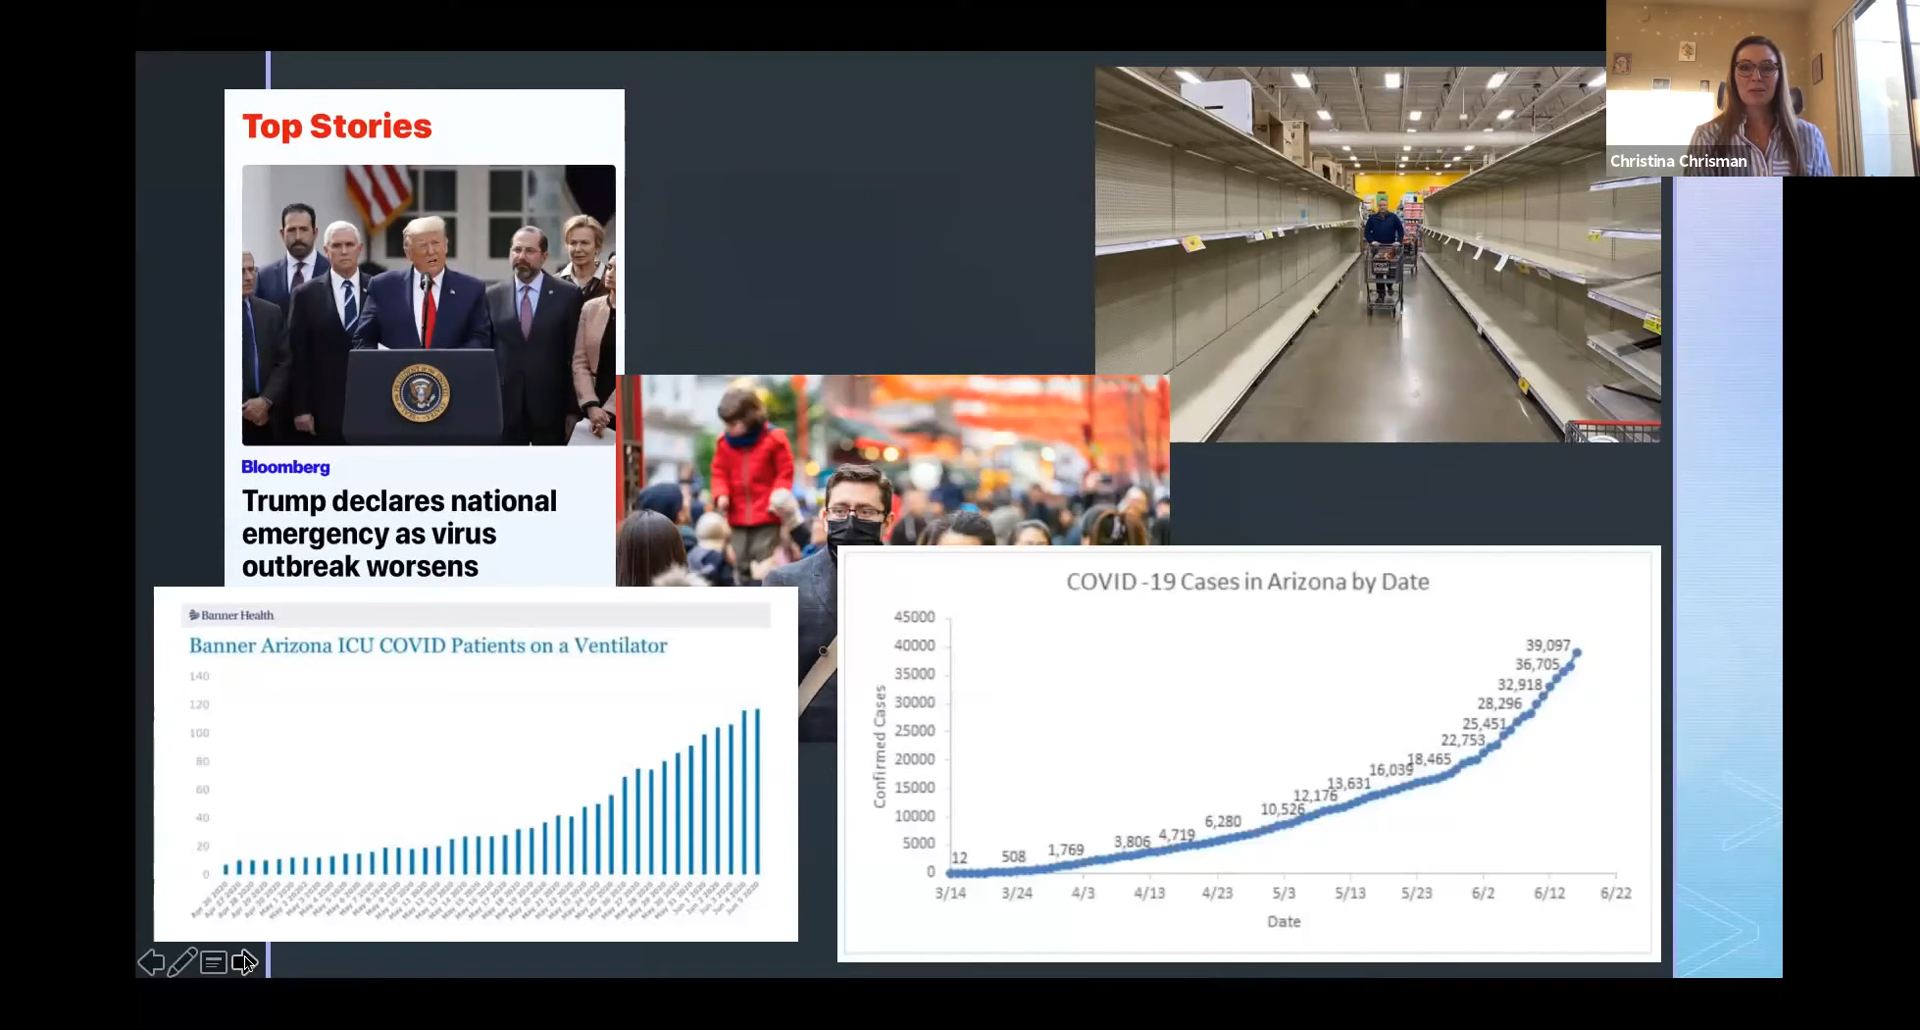 Top Stories
Bloomberg
Trump declares national
emergency as virus
outbreak worsens
Christina Chrisman
Banner Health
Banner Arizona ICU COVID Patients on a Ventilator
140
120
100
80
60
40
20
0
COVID -19 Cases in Arizona by Date
Confirmed Cases
45000
40000
35000
30000
25000
20000
15000
10000
5000
0
39,097
36,705
32,918
28,296
25,451
22,753
18,465
16,039
13,631
12,176
10,526
6,280
4,719
3,806
1,769
508
12
3/14 3/24 4/3 4/13 4/23 5/3 5/13 5/23 6/2 6/12 6/22
Date